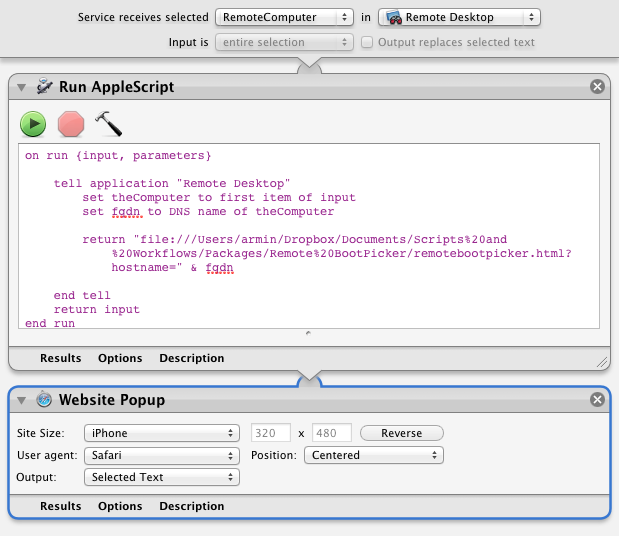 Service receives selected RemoteComputer in Remote Desktop
Input is entire selection Output replaces selected text
Run AppleScript
on run {input, parameters}
tell application "Remote Desktop"
set theComputer to first item of input
set fqdn to DNS name of theComputer
return "file:///Users/armin/Dropbox/Documents/Scripts%20and
%20Workflows/Packages/Remote%20BootPicker/remotebootpicker.html?
hostname=" & fqdn
end tell
return input
end run
Results Options Description
Website Popup
Site Size: iPhone 320 x 480 Reverse
User agent: Safari Position: Centered
Output: Selected Text
Results Options Description